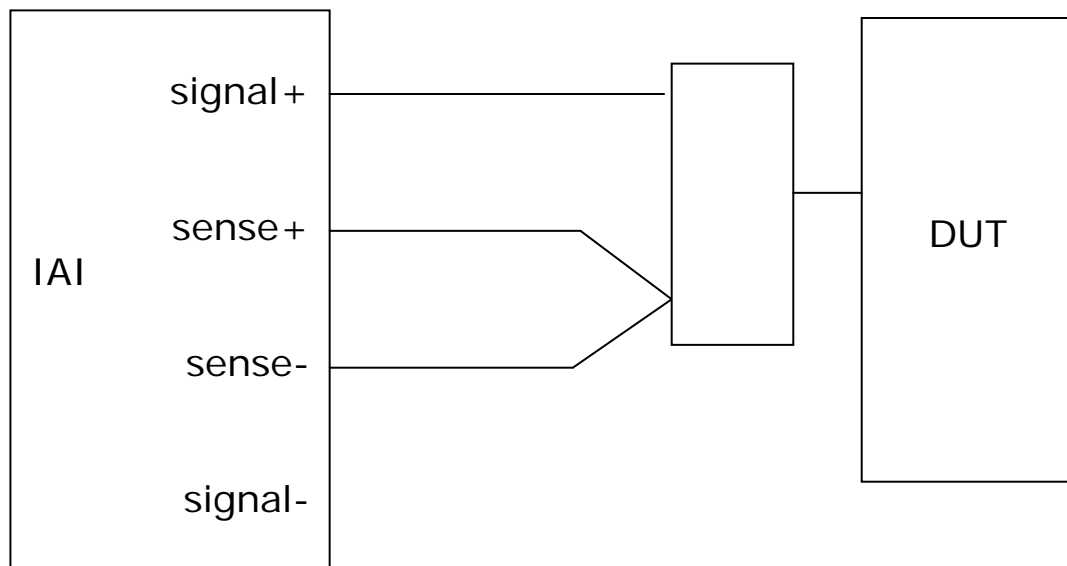 signal+
sense+
IAI
DUT
sense-
signal-